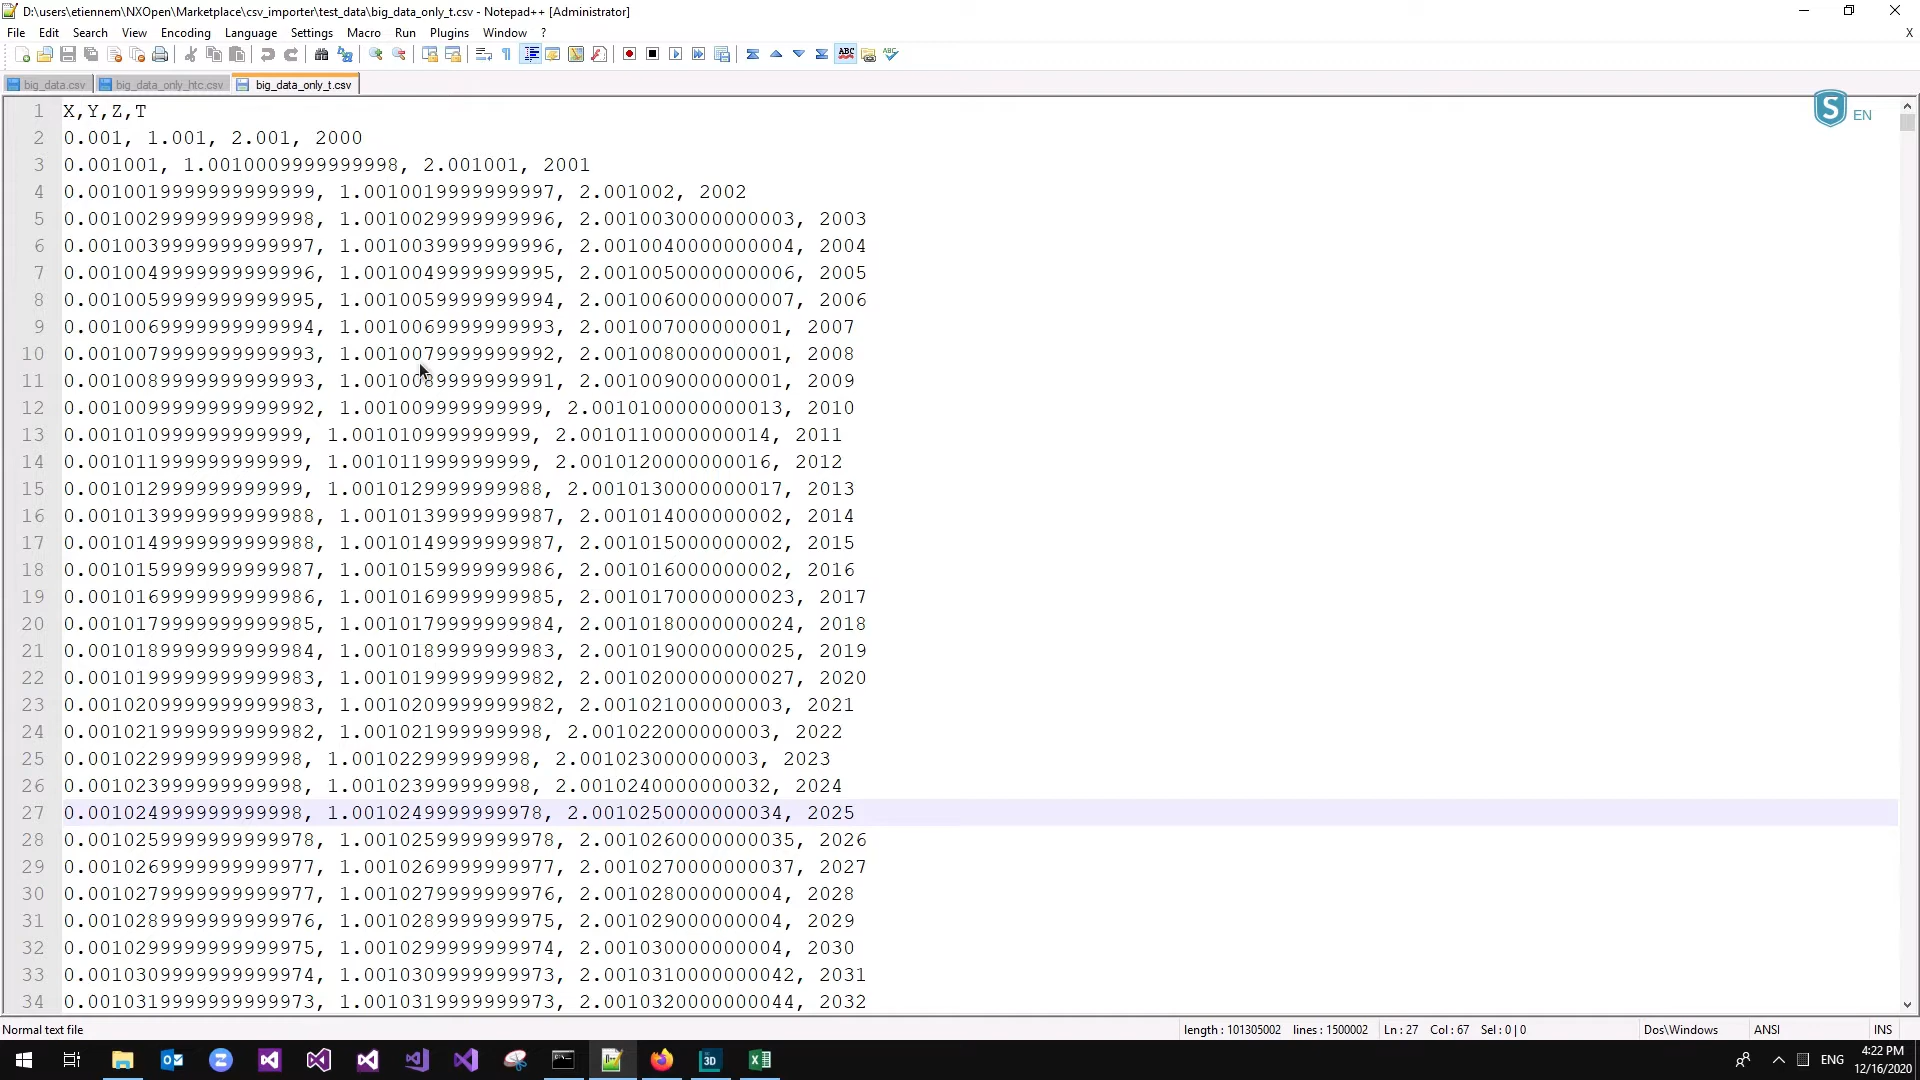 D:\users\etiennem\NXOpen\Marketplace\csv_importer\test_data\big_data_only_t.csv - Notepad++ [Administrator]
File Edit Search View Encoding Language Settings Macro Run Plugins Window ? X
big_data.csv big_data_only_htc.csv big_data_only_t.csv
1 X,Y,Z,T
2 0.001, 1.001, 2.001, 2000
3 0.001001, 1.0010009999999998, 2.001001, 2001
4 0.0010019999999999999, 1.0010019999999997, 2.001002, 2002
5 0.0010029999999999998, 1.0010029999999996, 2.0010030000000003, 2003
6 0.0010039999999999997, 1.0010039999999996, 2.0010040000000004, 2004
7 0.0010049999999999996, 1.0010049999999995, 2.0010050000000006, 2005
8 0.0010059999999999995, 1.0010059999999994, 2.0010060000000007, 2006
9 0.0010069999999999994, 1.0010069999999993, 2.001007000000001, 2007
10 0.0010079999999999993, 1.0010079999999992, 2.001008000000001, 2008
11 0.0010089999999999993, 1.0010089999999991, 2.001009000000001, 2009
12 0.0010099999999999992, 1.001009999999999, 2.0010100000000013, 2010
13 0.001010999999999999, 1.001010999999999, 2.0010110000000014, 2011
14 0.001011999999999999, 1.001011999999999, 2.0010120000000016, 2012
15 0.001012999999999999, 1.0010129999999988, 2.0010130000000017, 2013
16 0.0010139999999999988, 1.0010139999999987, 2.001014000000002, 2014
17 0.0010149999999999988, 1.0010149999999987, 2.001015000000002, 2015
18 0.0010159999999999987, 1.0010159999999986, 2.001016000000002, 2016
19 0.0010169999999999986, 1.0010169999999985, 2.0010170000000023, 2017
20 0.0010179999999999985, 1.0010179999999984, 2.0010180000000024, 2018
21 0.0010189999999999984, 1.0010189999999983, 2.0010190000000025, 2019
22 0.0010199999999999983, 1.0010199999999982, 2.0010200000000027, 2020
23 0.0010209999999999983, 1.0010209999999982, 2.001021000000003, 2021
24 0.0010219999999999982, 1.001021999999998, 2.001022000000003, 2022
25 0.001022999999999998, 1.001022999999998, 2.001023000000003, 2023
26 0.001023999999999998, 1.001023999999998, 2.0010240000000032, 2024
27 0.001024999999999998, 1.0010249999999978, 2.0010250000000034, 2025
28 0.0010259999999999978, 1.0010259999999978, 2.0010260000000035, 2026
29 0.0010269999999999977, 1.0010269999999977, 2.0010270000000037, 2027
30 0.0010279999999999977, 1.0010279999999976, 2.001028000000004, 2028
31 0.0010289999999999976, 1.0010289999999975, 2.001029000000004, 2029
32 0.0010299999999999975, 1.0010299999999974, 2.001030000000004, 2030
33 0.0010309999999999974, 1.0010309999999973, 2.0010310000000042, 2031
34 0.0010319999999999973, 1.0010319999999973, 2.0010320000000044, 2032
S EN
Normal text file length : 101305002 lines : 1500002 Ln : 27 Col : 67 Sel : 0 | 0 Dos\Windows ANSI INS
3D ENG 4:22 PM
12/16/2020